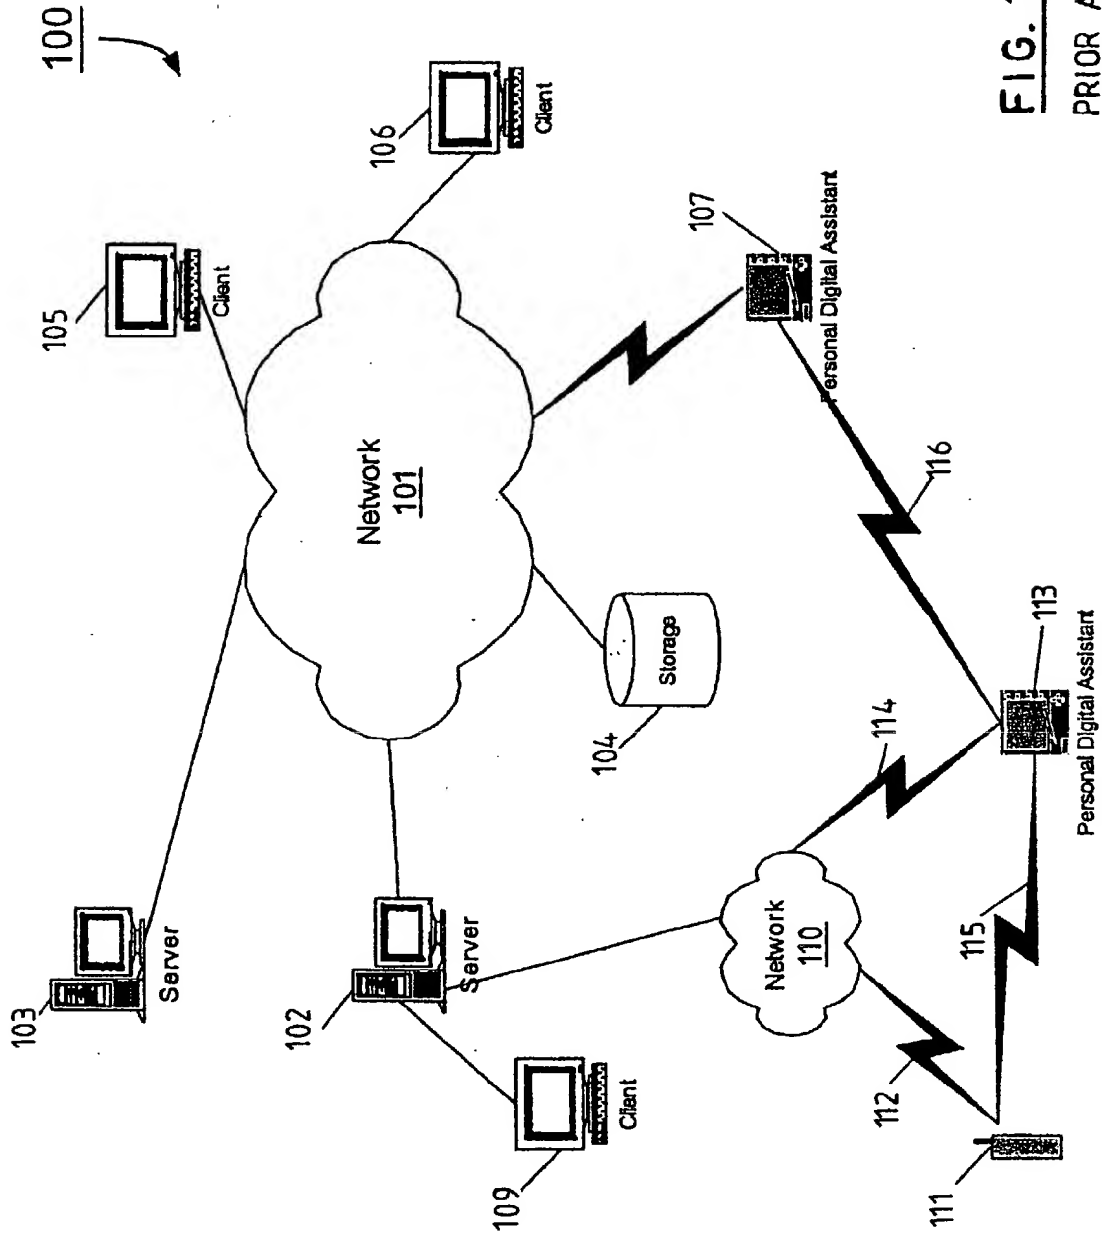 100
103
105
Server
Client
102
106
Network
101
Server
Client
109
Client
104
Storage
107
Network
110
Personal Digital Assistant
112
114
111
115
116
113
Personal Digital Assistant
FIG.
PRIOR A